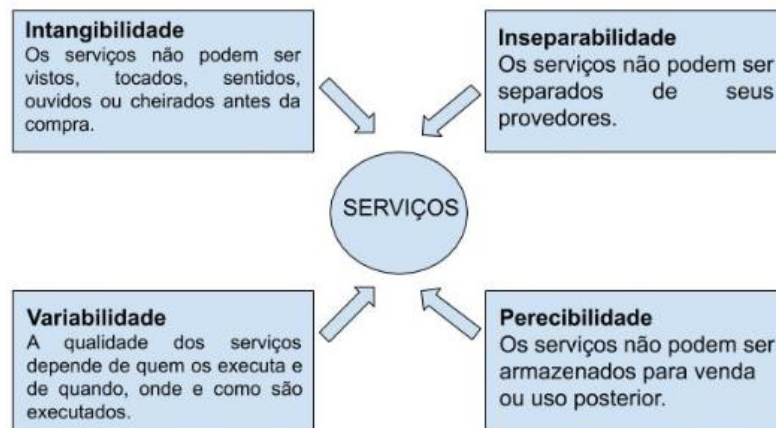 Intangibilidade
Os serviços não podem ser
vistos, tocados, sentidos,
ouvidos ou cheirados antes da
compra.
Inseparabilidade
Os serviços não podem ser
separados de seus
provedores.
SERVIÇOS
Variabilidade
A qualidade dos serviços
depende de quem os executa e
de quando, onde e como são
executados.
Perecibilidade
Os serviços não podem ser
armazenados para venda
ou uso posterior.